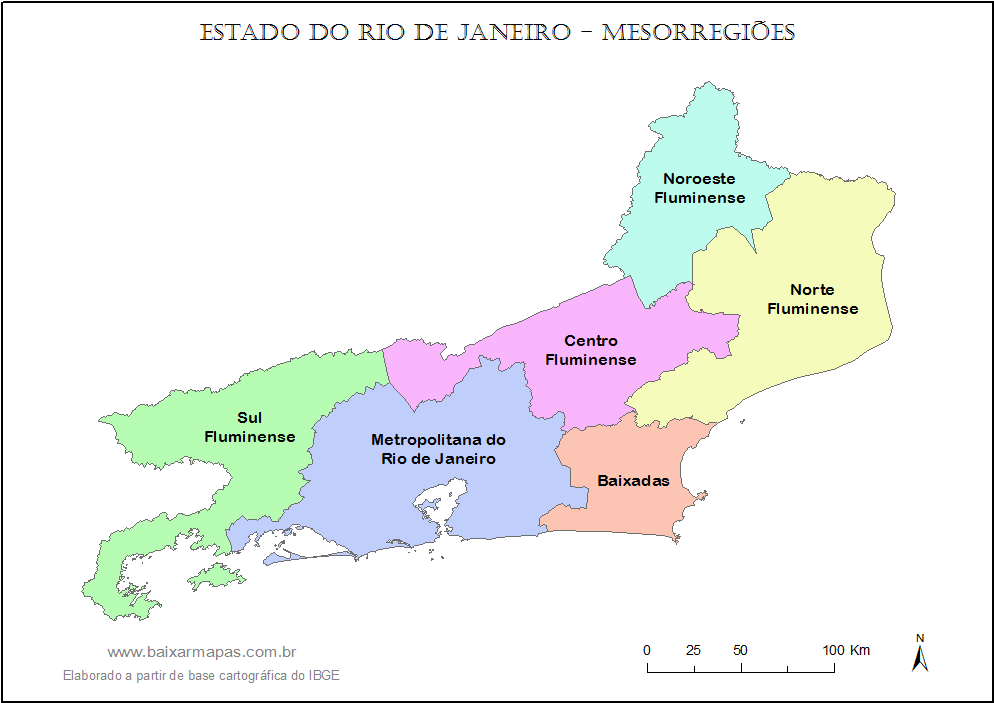 ESTADO DO RIO DE JANEIRO - MESORREGIÕES
Noroeste
Fluminense
Norte
Fluminense
Centro
Fluminense
Sul
Fluminense
Metropolitana do
Rio de Janeiro
Baixadas
www.baixarmapas.com.br
Elaborado a partir de base cartográfica do IBGE
0 25 50 100 Km
N